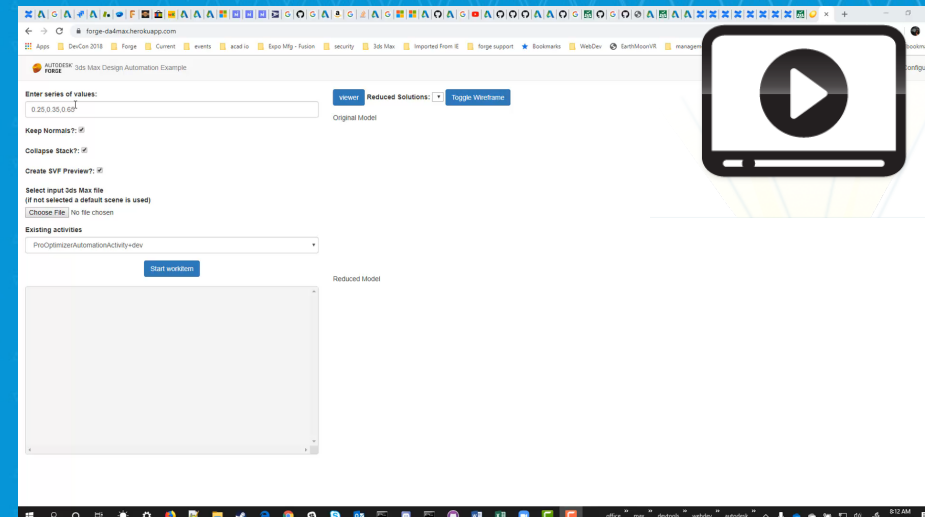 forge-da4max.herokuapp.com
Apps DevCon 2018 Forge Current events acad io Expo Mfg - Fusion security 3ds Max Imported From IE forge support Bookmarks WebDev EarthMoonVR
AUTODESK FORGE 3ds Max Design Automation Example
Enter series of values:
0.25,0.35,0.65
Keep Normals?:
Collapse Stack?:
Create SVF Preview?:
Select input 3ds Max file
(if not selected a default scene is used)
Choose File No file chosen
Existing activities
ProOptimizerAutomationActivity+dev
Start workitem
viewer Reduced Solutions: Toggle Wireframe
Original Model
Reduced Model
8:12 AM